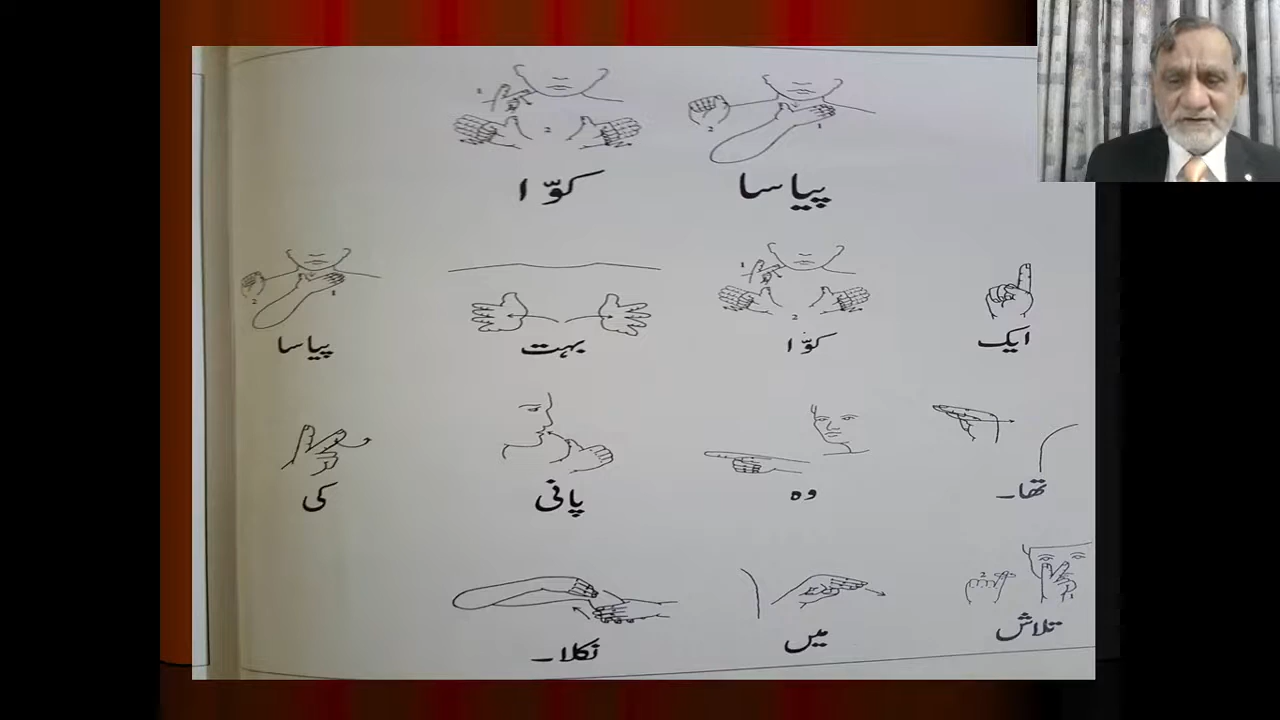 پیاسا کوّا
ایک کوّا بہت پیاسا
تھا۔ وہ پانی کی
تلاش میں نکلا۔